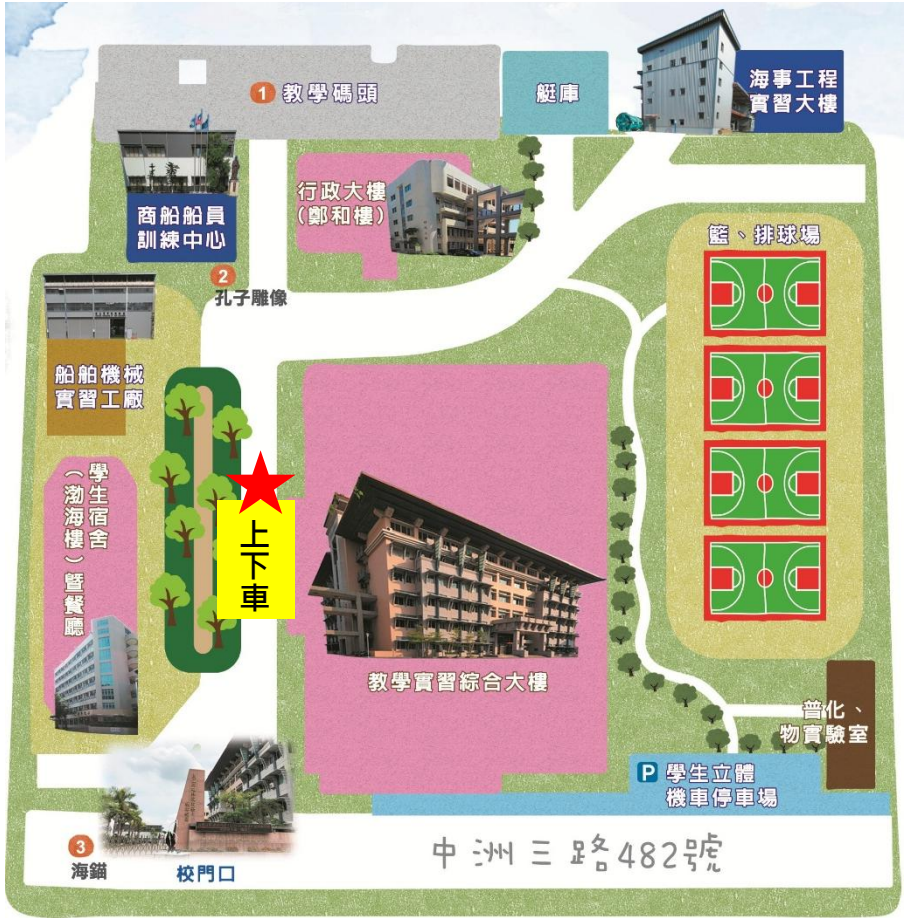 1 教學碼頭
艇庫
海事工程
實習大樓
行政大樓
(鄭和樓)
商船船員
訓練中心
籃、排球場
2
孔子雕像
船舶機械
實習工廠
學生宿舍
(渤海樓)暨餐廳
上下車
教學實習綜合大樓
普化、
物實驗室
P 學生立體
機車停車場
3
海錨
校門口
中洲三路482號